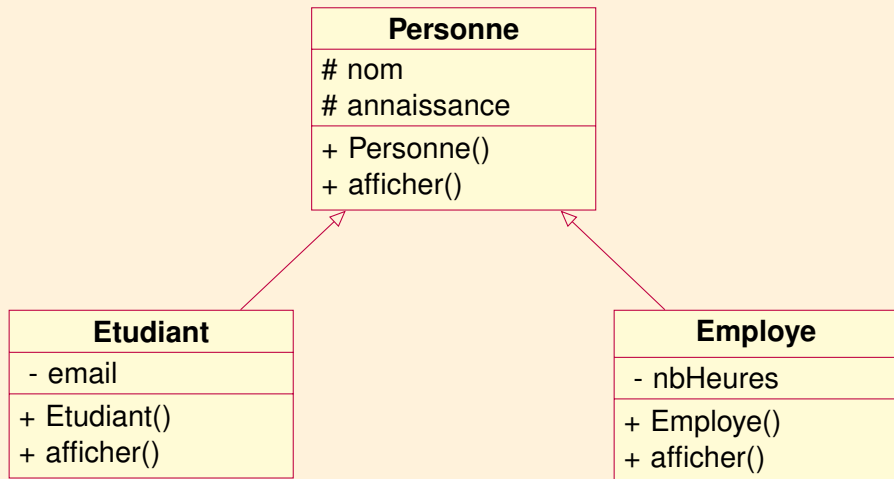 Personne
# nom
# annaissance
+ Personne()
+ afficher()
Etudiant
- email
+ Etudiant()
+ afficher()
Employe
- nbHeures
+ Employe()
+ afficher()